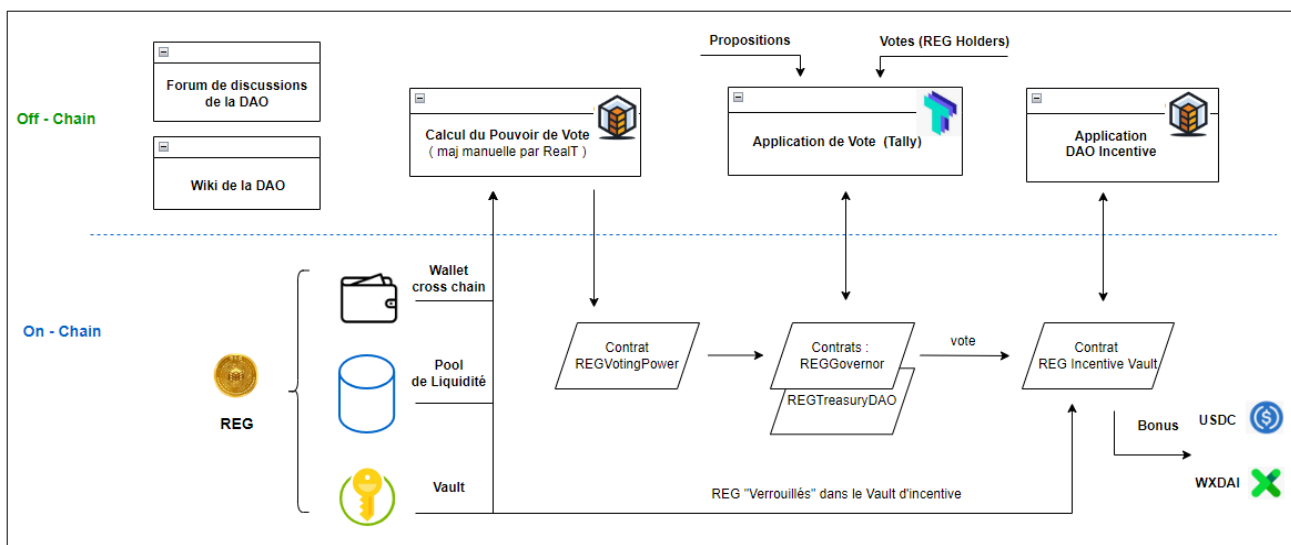 Propositions
Votes (REG Holders)
Forum de discussions
de la DAO
Off - Chain
Calcul du Pouvoir de Vote
( maj manuelle par RealT )
Application de Vote  (Tally)
Application
DAO Incentive
Wiki de la DAO
Wallet
cross chain
On - Chain
Contrat
REGVotingPower
Contrats :
REGGovernor
vote
Contrat
REG Incentive Vault
Pool
de Liquidité
REGTreasuryDAO
REG
Bonus
USDC
Vault
REG "Verrouillés" dans le Vault d'incentive
WXDAI